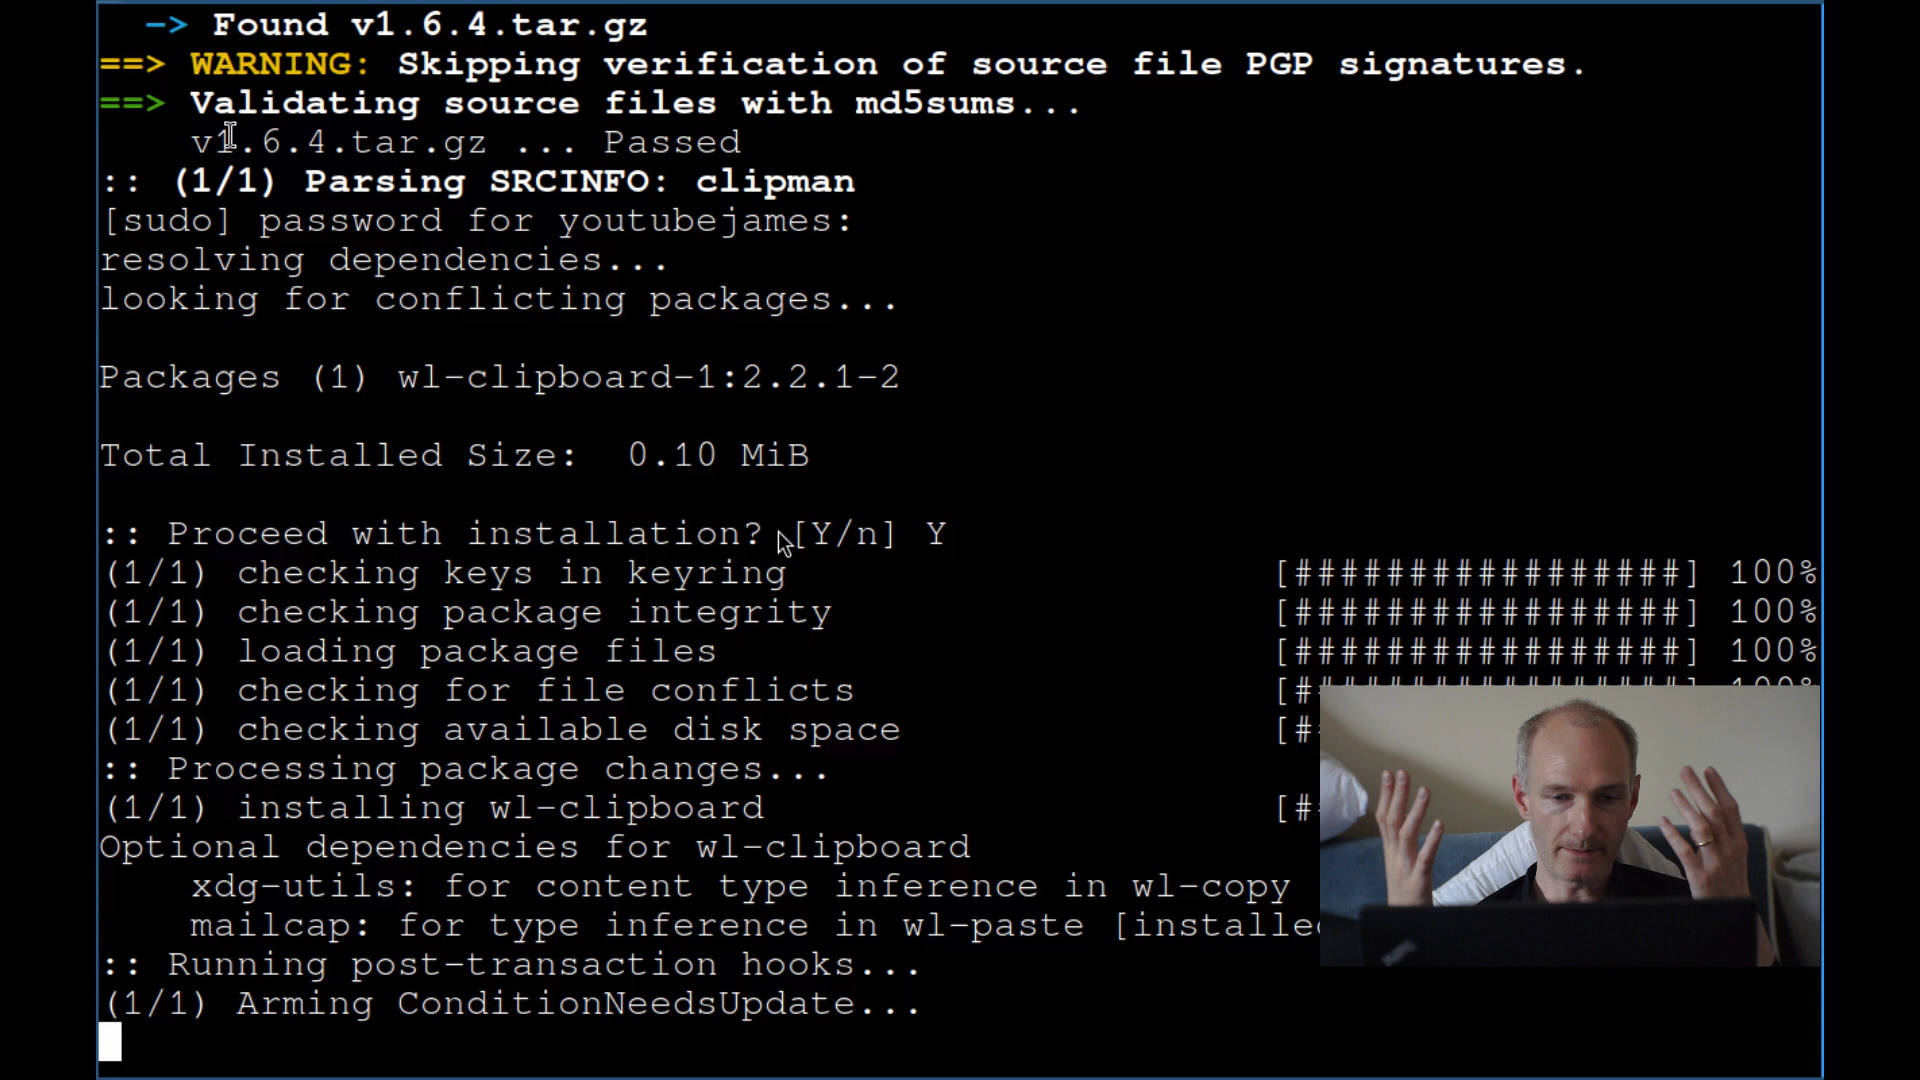 -> Found v1.6.4.tar.gz
==> WARNING: Skipping verification of source file PGP signatures.
==> Validating source files with md5sums...
v1.6.4.tar.gz ... Passed
:: (1/1) Parsing SRCINFO: clipman
[sudo] password for youtubejames:
resolving dependencies...
looking for conflicting packages...
Packages (1) wl-clipboard-1:2.2.1-2
Total Installed Size:  0.10 MiB
:: Proceed with installation? [Y/n] Y
(1/1) checking keys in keyring [#################] 100%
(1/1) checking package integrity [#################] 100%
(1/1) loading package files [#################] 100%
(1/1) checking for file conflicts [#################] 100%
(1/1) checking available disk space [#
:: Processing package changes...
(1/1) installing wl-clipboard [#
Optional dependencies for wl-clipboard
xdg-utils: for content type inference in wl-copy
mailcap: for type inference in wl-paste [installe
:: Running post-transaction hooks...
(1/1) Arming ConditionNeedsUpdate...